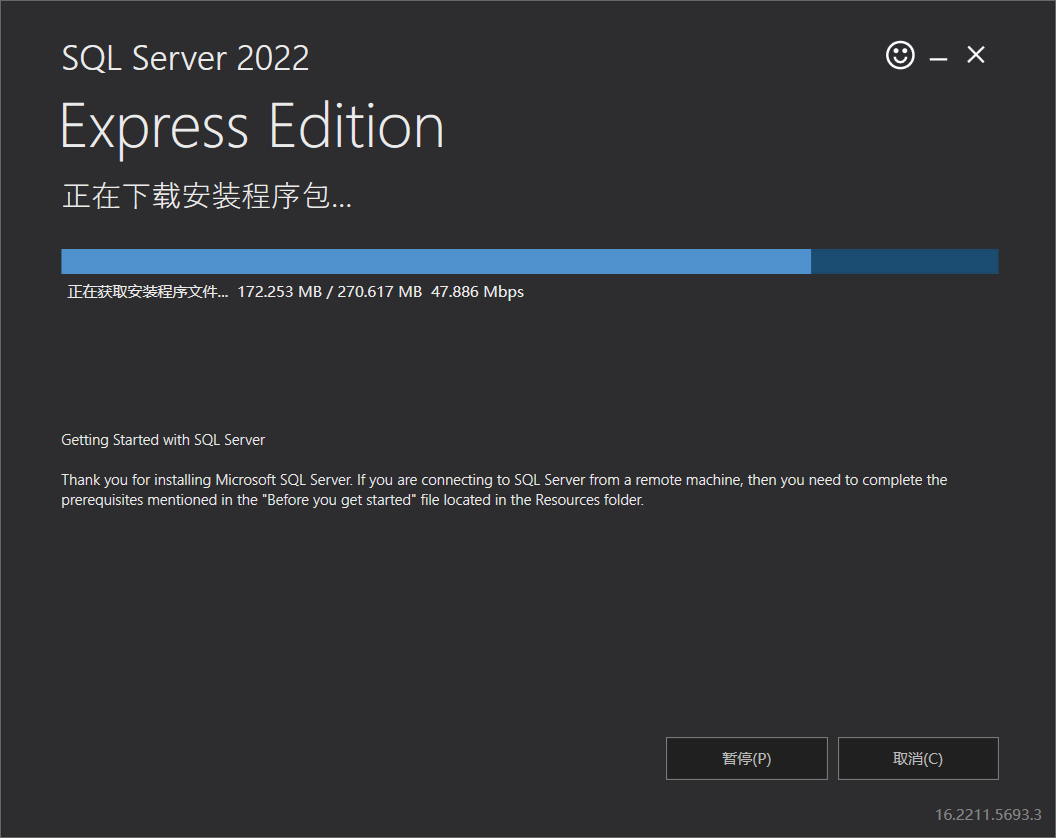 SQL Server 2022
Express Edition
正在下载安装程序包...
正在获取安装程序文件... 172.253 MB / 270.617 MB 47.886 Mbps
Getting Started with SQL Server
Thank you for installing Microsoft SQL Server. If you are connecting to SQL Server from a remote machine, then you need to complete the
prerequisites mentioned in the "Before you get started" file located in the Resources folder.
暂停(P)
取消(C)
16.2211.5693.3